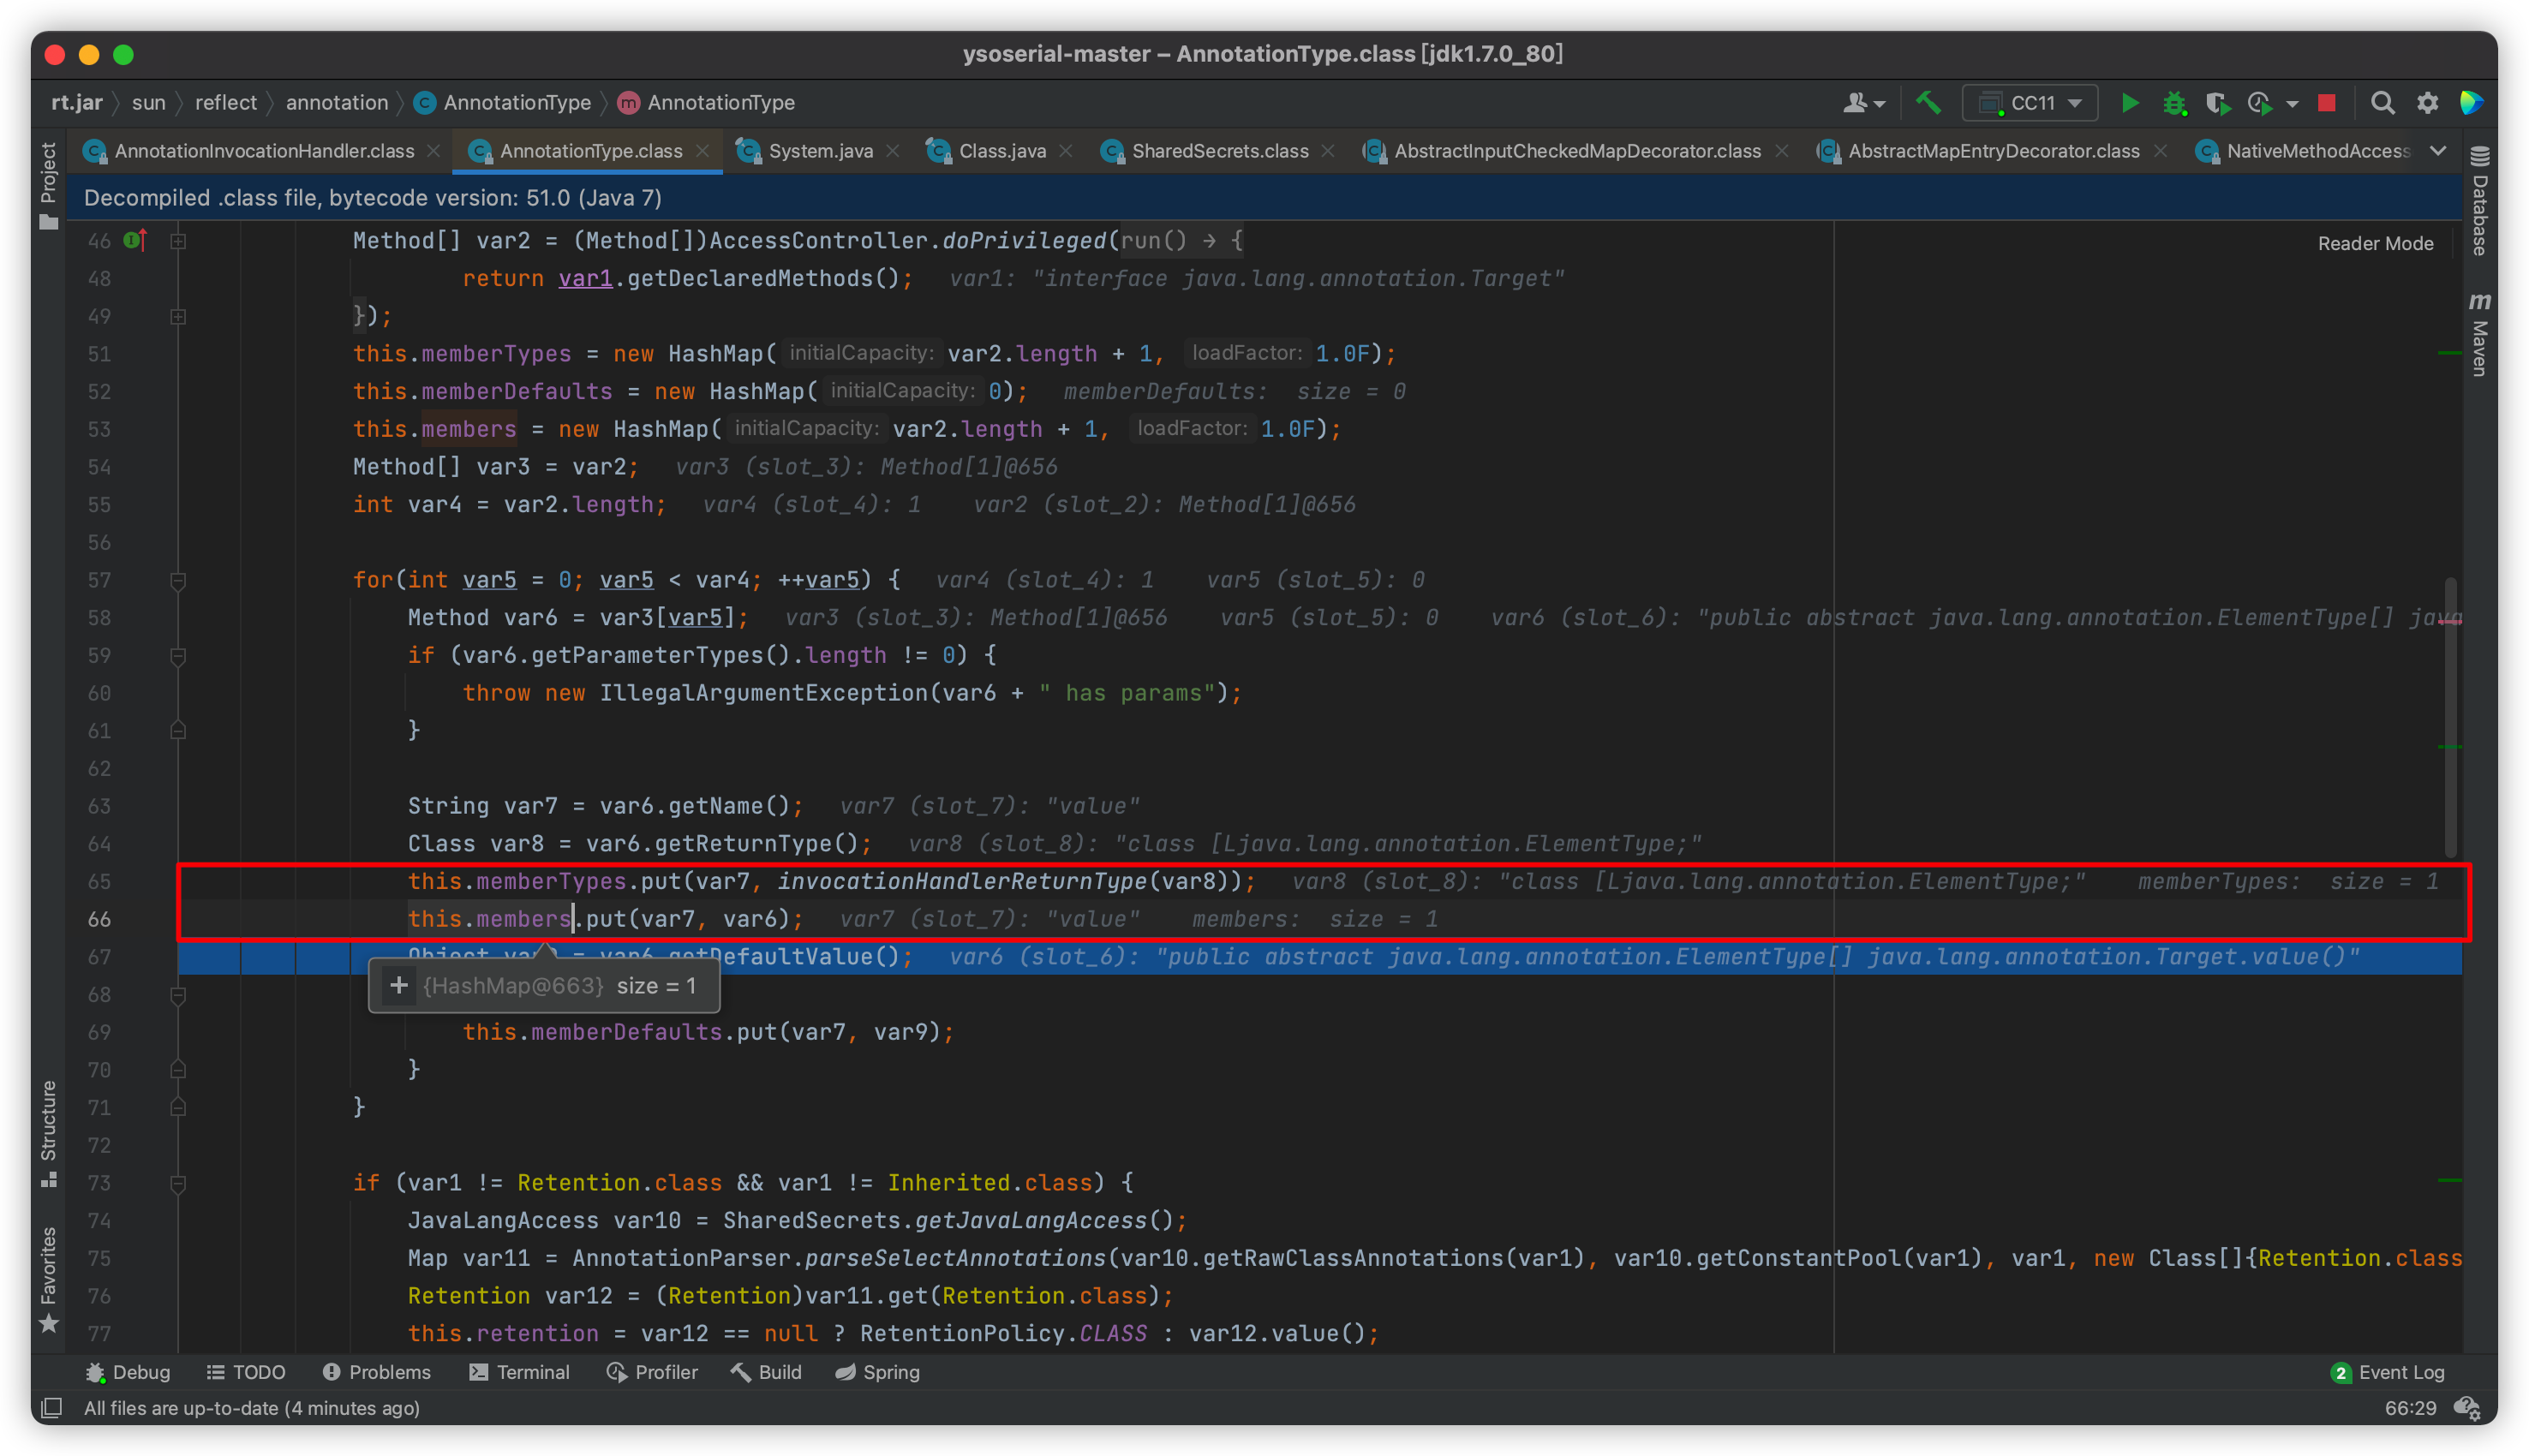 ysoserial-master – AnnotationType.class [jdk1.7.0_80]
rt.jar sun reflect annotation AnnotationType AnnotationType CC11
Project
AnnotationInvocationHandler.class AnnotationType.class System.java Class.java SharedSecrets.class AbstractInputCheckedMapDecorator.class AbstractMapEntryDecorator.class NativeMethodAccess
Database
Maven
Decompiled .class file, bytecode version: 51.0 (Java 7)
Reader Mode
46 Method[] var2 = (Method[])AccessController.doPrivileged(run() → {
48 return var1.getDeclaredMethods(); var1: "interface java.lang.annotation.Target"
49 });
51 this.memberTypes = new HashMap( initialCapacity: var2.length + 1, loadFactor: 1.0F);
52 this.memberDefaults = new HashMap( initialCapacity: 0); memberDefaults: size = 0
53 this.members = new HashMap( initialCapacity: var2.length + 1, loadFactor: 1.0F);
54 Method[] var3 = var2; var3 (slot_3): Method[1]@656
55 int var4 = var2.length; var4 (slot_4): 1 var2 (slot_2): Method[1]@656
56
57 for(int var5 = 0; var5 < var4; ++var5) { var4 (slot_4): 1 var5 (slot_5): 0
58 Method var6 = var3[var5]; var3 (slot_3): Method[1]@656 var5 (slot_5): 0 var6 (slot_6): "public abstract java.lang.annotation.ElementType[] java
59 if (var6.getParameterTypes().length != 0) {
60 throw new IllegalArgumentException(var6 + " has params");
61 }
62
63 String var7 = var6.getName(); var7 (slot_7): "value"
64 Class var8 = var6.getReturnType(); var8 (slot_8): "class [Ljava.lang.annotation.ElementType;"
65 this.memberTypes.put(var7, invocationHandlerReturnType(var8)); var8 (slot_8): "class [Ljava.lang.annotation.ElementType;" memberTypes: size = 1
66 this.members.put(var7, var6); var7 (slot_7): "value" members: size = 1
67 Object = var6.getDefaultValue(); var6 (slot_6): "public abstract java.lang.annotation.ElementType[] java.lang.annotation.Target.value()"
+ {HashMap@663} size = 1
68
69 this.memberDefaults.put(var7, var9);
70 }
71 }
72
73 if (var1 != Retention.class && var1 != Inherited.class) {
74 JavaLangAccess var10 = SharedSecrets.getJavaLangAccess();
75 Map var11 = AnnotationParser.parseSelectAnnotations(var10.getRawClassAnnotations(var1), var10.getConstantPool(var1), var1, new Class[]{Retention.class
76 Retention var12 = (Retention)var11.get(Retention.class);
77 this.retention = var12 == null ? RetentionPolicy.CLASS : var12.value();
Structure
Favorites
Debug TODO Problems Terminal Profiler Build Spring 2 Event Log
All files are up-to-date (4 minutes ago) 66:29